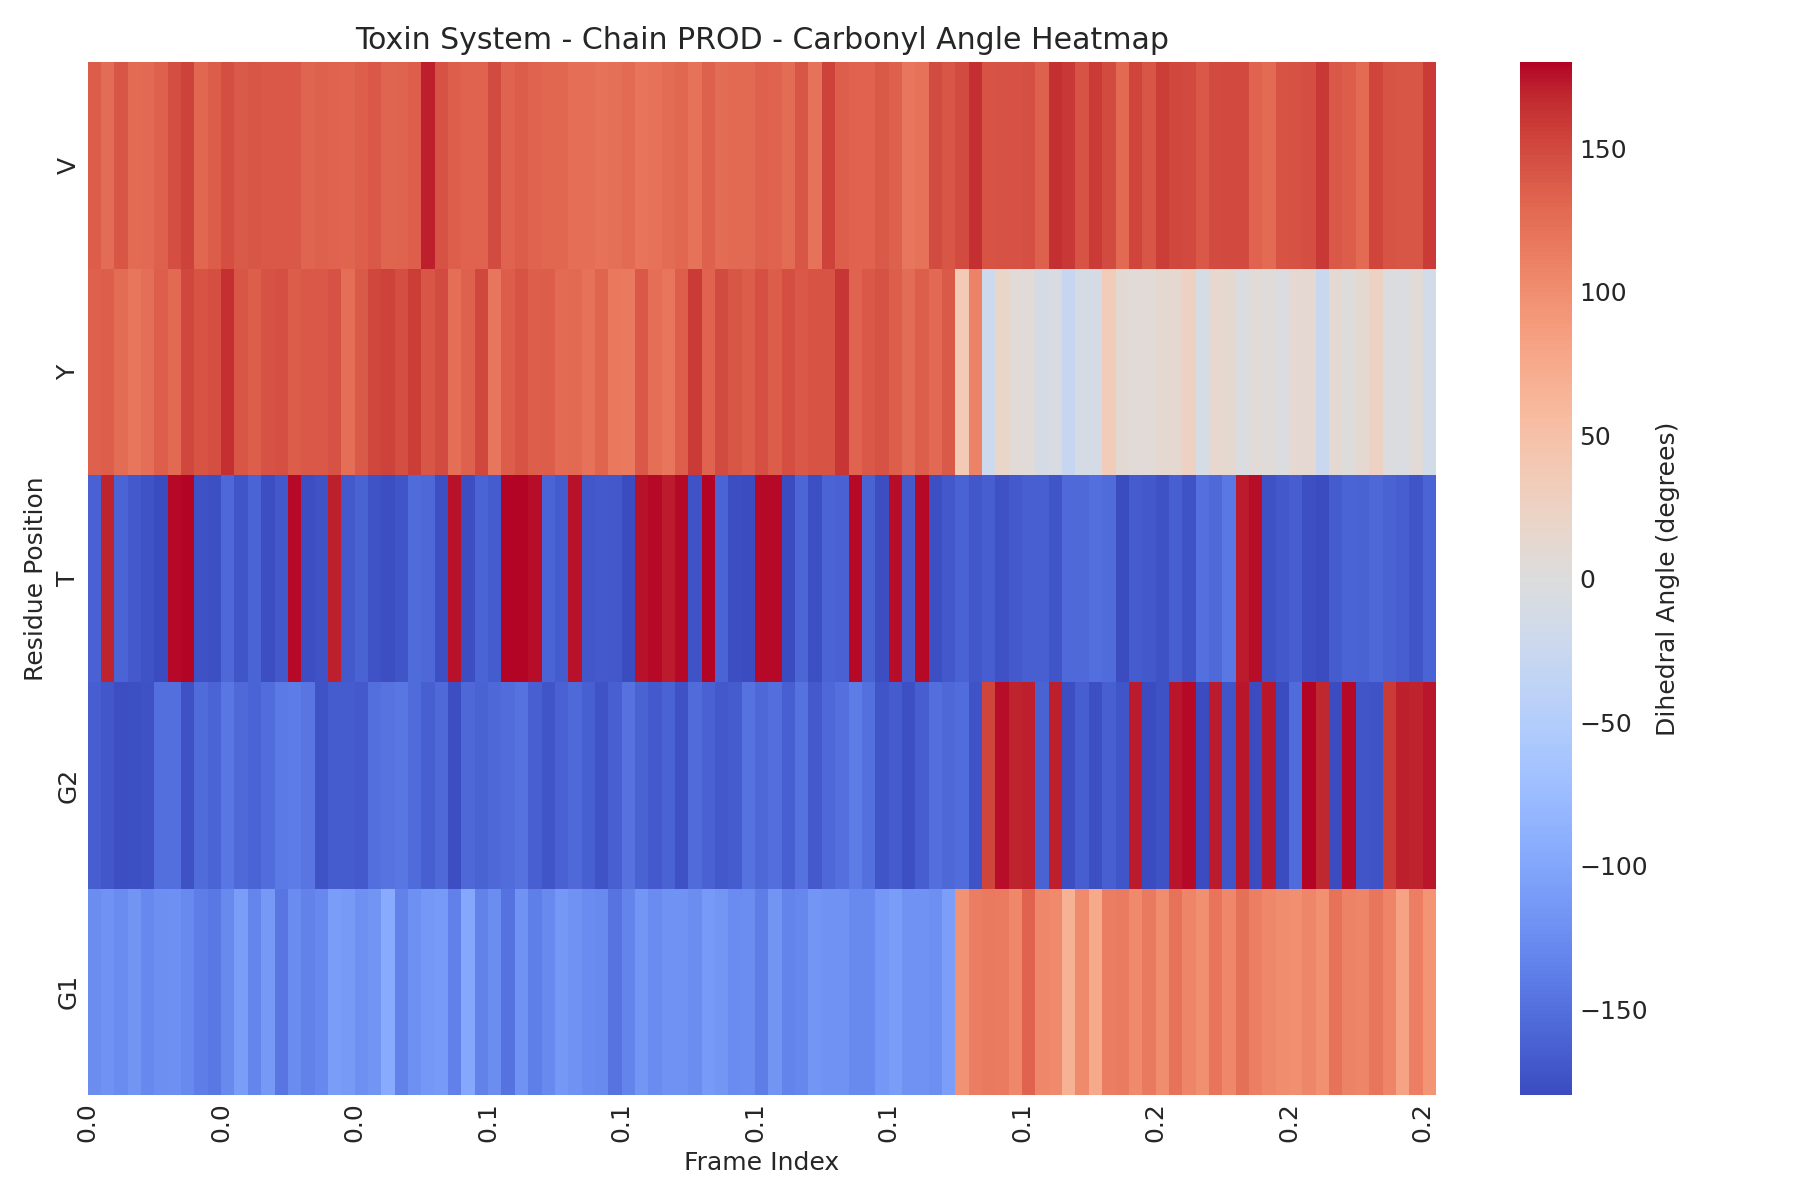 Toxin System - Chain PROD - Carbonyl Angle Heatmap
Residue Position
V
Y
T
G2
G1
0.0
0.0
0.0
0.1
0.1
0.1
0.1
0.1
0.2
0.2
0.2
Frame Index
150
100
50
0
−50
−100
−150
Dihedral Angle (degrees)